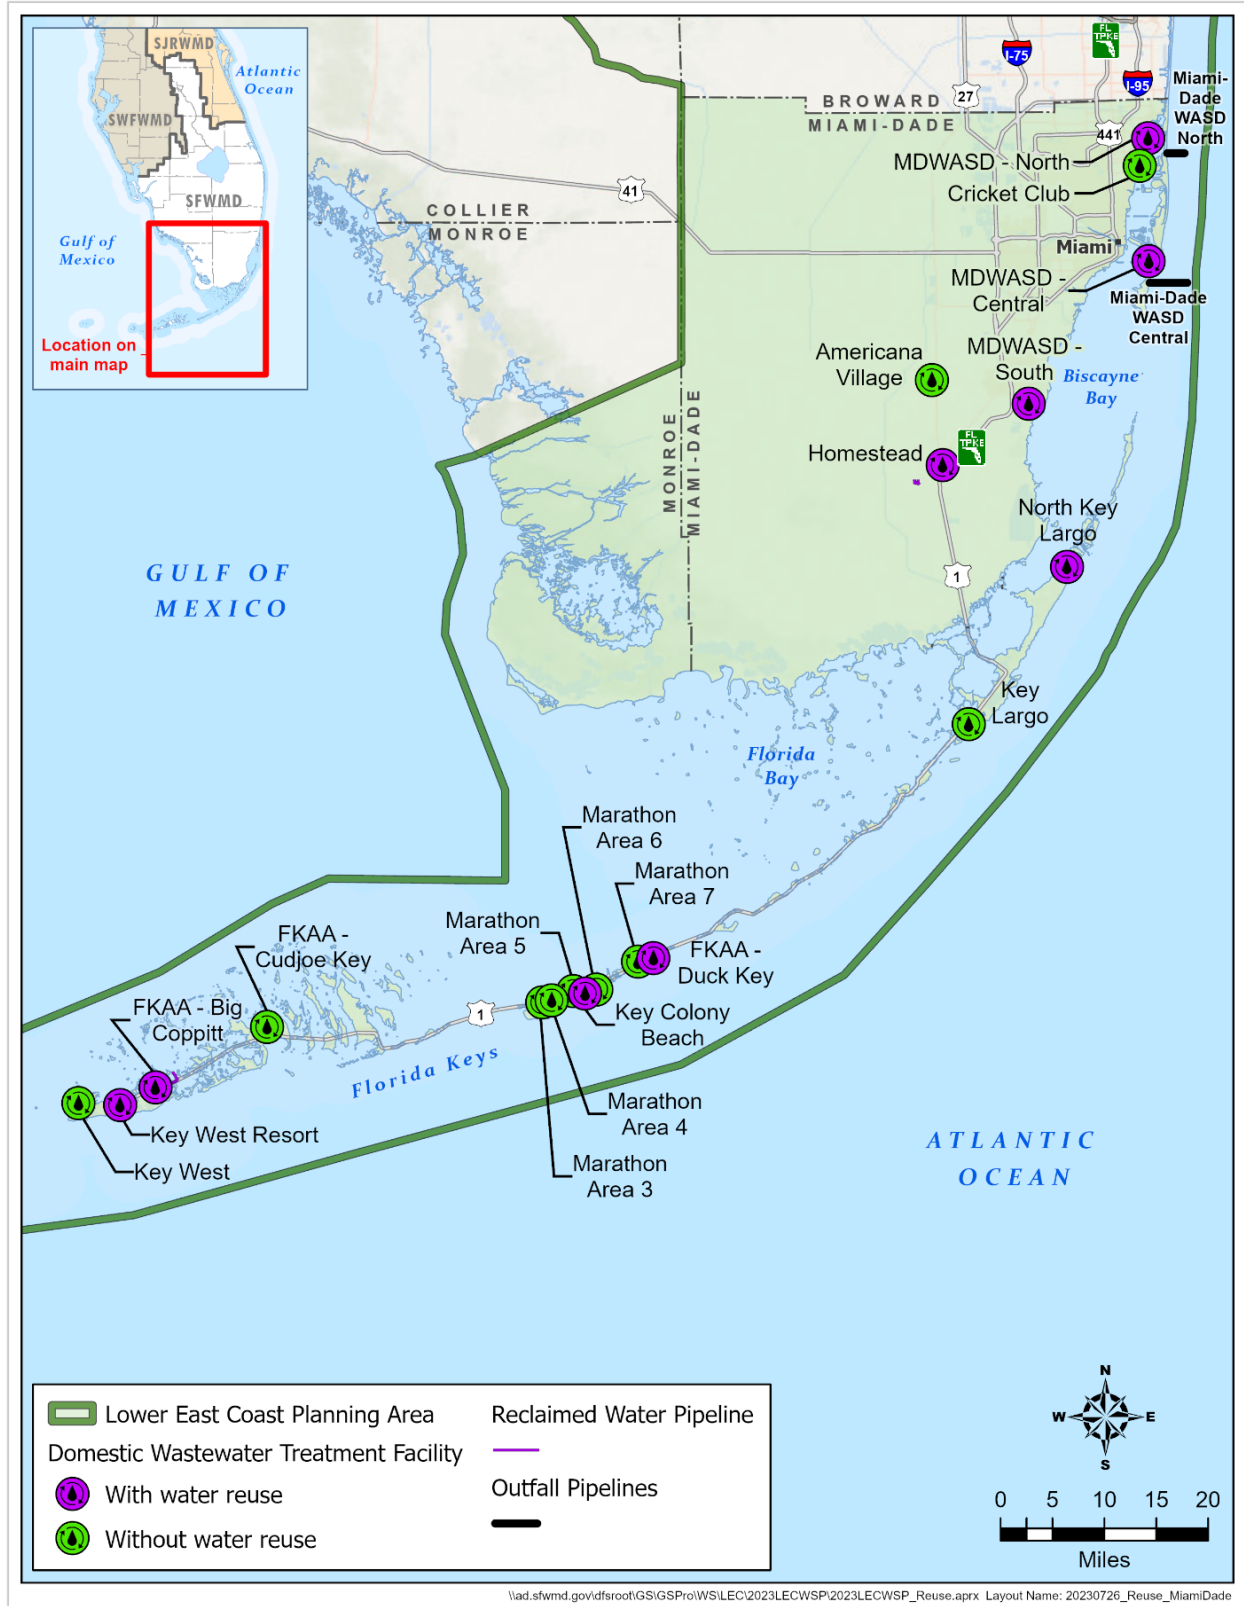 SJRWMD
Atlantic
Ocean
SWFWMD
SFWMD
Gulf of
Mexico
Location on
main map
FL
TPKE
I-75
I-95
Miami-
Dade
WASD
North
27
BROWARD
MIAMI-DADE
441
MDWASD - North
Cricket Club
41
COLLIER
MONROE
Miami
MDWASD -
Central
Miami-Dade
WASD
Central
Americana
Village
MDWASD -
South
Biscayne
Bay
MONROE
MIAMI-DADE
FL
TPKE
Homestead
North Key
Largo
GULF OF
MEXICO
1
Key
Largo
Florida
Bay
Marathon
Area 6
Marathon
Area 7
Marathon
Area 5
FKAA -
Cudjoe Key
FKAA -
Duck Key
FKAA - Big
Coppitt
1
Key Colony
Beach
Florida Keys
Marathon
Area 4
Key West Resort
Key West
Marathon
Area 3
ATLANTIC
OCEAN
Lower East Coast Planning Area
Domestic Wastewater Treatment Facility
With water reuse
Without water reuse
Reclaimed Water Pipeline
Outfall Pipelines
N
W
E
S
0 5 10 15 20
Miles
\\ad.sfwmd.gov\dfsroot\GS\GSPro\WS\LEC\2023LECWSP\2023LECWSP_Reuse.aprx Layout Name: 20230726_Reuse_MiamiDade